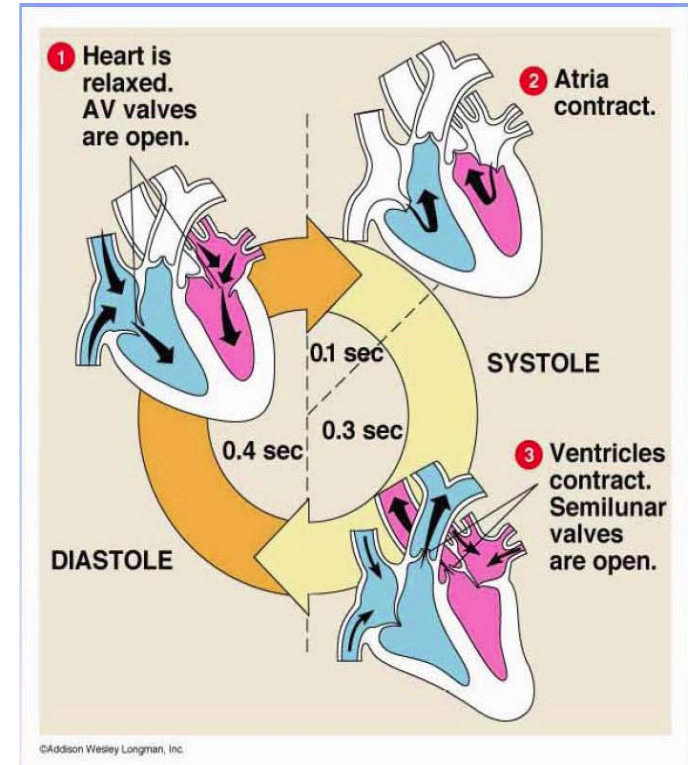 1 Heart is
relaxed.
AV valves
are open.
2 Atria
contract.
0.1 sec
SYSTOLE
0.3 sec
0.4 sec
3 Ventricles
contract.
Semilunar
valves
are open.
DIASTOLE
©Addison Wesley Longman, Inc.